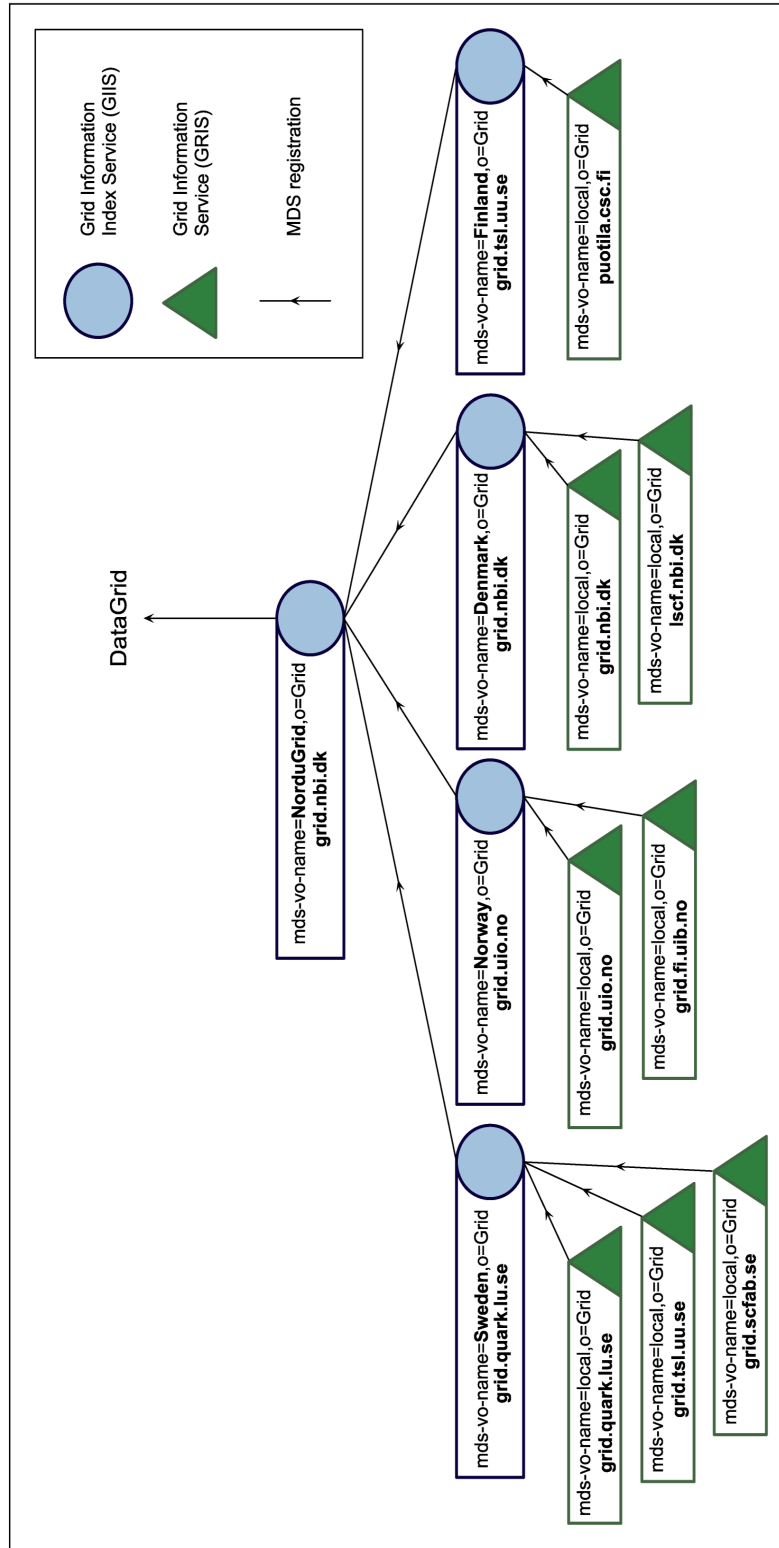 Grid Information
Index Service (GIIS)
Grid Information
Service (GRIS)
MDS registration
DataGrid
mds-vo-name=NorduGrid,o=Grid
grid.nbi.dk
mds-vo-name=Sweden,o=Grid
grid.quark.lu.se
mds-vo-name=Norway,o=Grid
grid.uio.no
mds-vo-name=Denmark,o=Grid
grid.nbi.dk
mds-vo-name=Finland,o=Grid
grid.tsl.uu.se
mds-vo-name=local,o=Grid
grid.quark.lu.se
mds-vo-name=local,o=Grid
grid.tsl.uu.se
mds-vo-name=local,o=Grid
grid.scfab.se
mds-vo-name=local,o=Grid
grid.uio.no
mds-vo-name=local,o=Grid
grid.fi.uib.no
mds-vo-name=local,o=Grid
grid.nbi.dk
mds-vo-name=local,o=Grid
lscf.nbi.dk
mds-vo-name=local,o=Grid
puotila.csc.fi